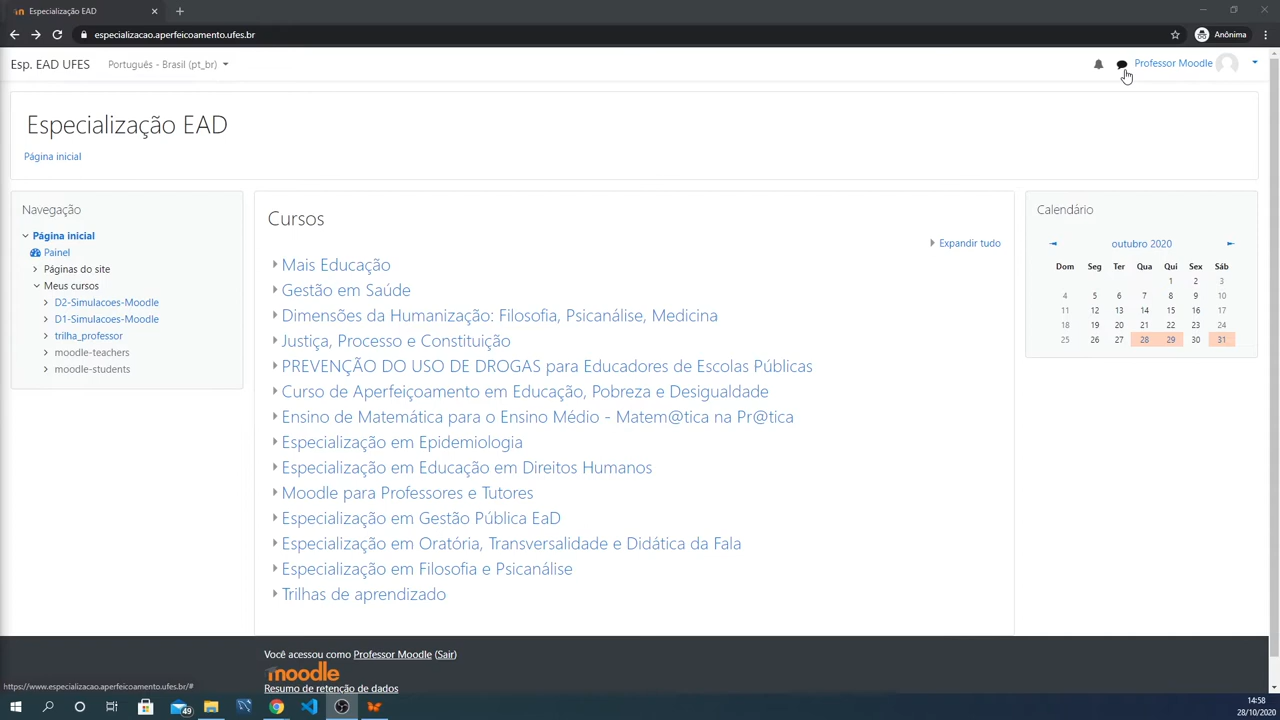 Especialização EAD
especializacao.aperfeicoamento.ufes.br
Anônima
Esp. EAD UFES
Português - Brasil (pt_br)
Professor Moodle
Especialização EAD
Página inicial
Navegação
Página inicial
Painel
Páginas do site
Meus cursos
D2-Simulacoes-Moodle
D1-Simulacoes-Moodle
trilha_professor
moodle-teachers
moodle-students
Cursos
Expandir tudo
Mais Educação
Gestão em Saúde
Dimensões da Humanização: Filosofia, Psicanálise, Medicina
Justiça, Processo e Constituição
PREVENÇÃO DO USO DE DROGAS para Educadores de Escolas Públicas
Curso de Aperfeiçoamento em Educação, Pobreza e Desigualdade
Ensino de Matemática para o Ensino Médio - Matem@tica na Pr@tica
Especialização em Epidemiologia
Especialização em Educação em Direitos Humanos
Moodle para Professores e Tutores
Especialização em Gestão Pública EaD
Especialização em Oratória, Transversalidade e Didática da Fala
Especialização em Filosofia e Psicanálise
Trilhas de aprendizado
Calendário
outubro 2020
Dom Seg Ter Qua Qui Sex Sáb
1 2 3
4 5 6 7 8 9 10
11 12 13 14 15 16 17
18 19 20 21 22 23 24
25 26 27 28 29 30 31
Você acessou como Professor Moodle (Sair)
moodle
Resumo de retenção de dados
https://www.especializacao.aperfeicoamento.ufes.br/#
49
14:58
28/10/2020